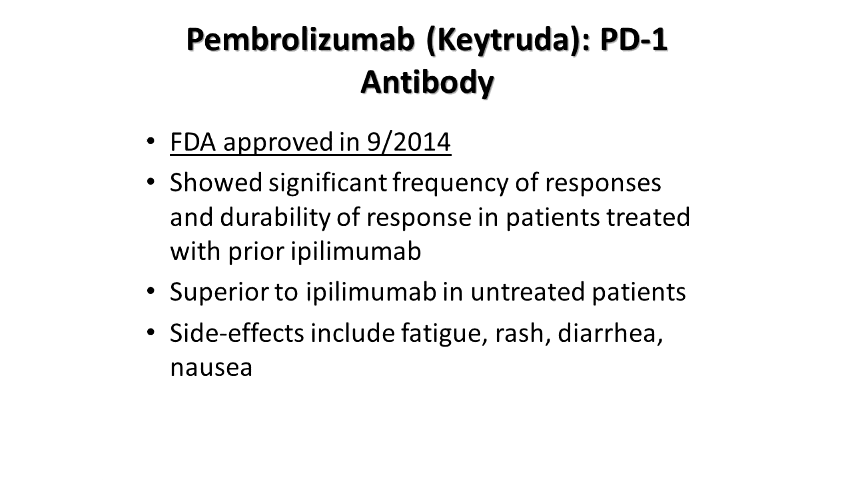 Pembrolizumab (Keytruda): PD-1
Antibody
• FDA approved in 9/2014
• Showed significant frequency of responses
and durability of response in patients treated
with prior ipilimumab
• Superior to ipilimumab in untreated patients
• Side-effects include fatigue, rash, diarrhea,
nausea